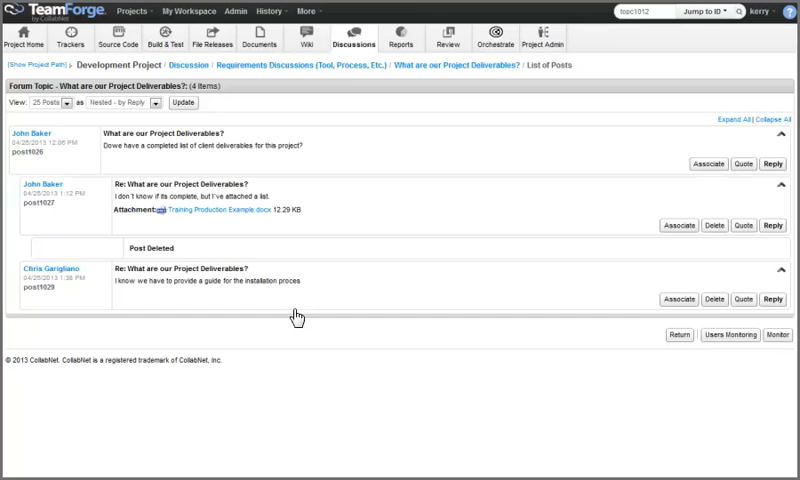 TeamForge.
by CollabNet
Projects My Workspace Admin History More
topc1012 Jump to ID kerry
Project Home Trackers Source Code Build & Test File Releases Documents Wiki Discussions Reports Review Orchestrate Project Admin
[Show Project Path] Development Project / Discussion / Requirements Discussions (Tool, Process, Etc.) / What are our Project Deliverables? / List of Posts
Forum Topic - What are our Project Deliverables?: (4 Items)
View: 25 Posts as Nested - by Reply Update
Expand All | Collapse All
John Baker
04/25/2013 12:06 PM
post1026
What are our Project Deliverables?
Do we have a completed list of client deliverables for this project?
Associate Quote Reply
John Baker
04/25/2013 1:12 PM
post1027
Re: What are our Project Deliverables?
I don't know if its complete, but I've attached a list.
Attachment: Training Production Example.docx 12.29 KB
Associate Delete Quote Reply
Post Deleted
Chris Garigliano
04/25/2013 1:38 PM
post1029
Re: What are our Project Deliverables?
I know we have to provide a guide for the installation proces
Associate Delete Quote Reply
Return Users Monitoring Monitor
© 2013 CollabNet. CollabNet is a registered trademark of CollabNet, Inc.